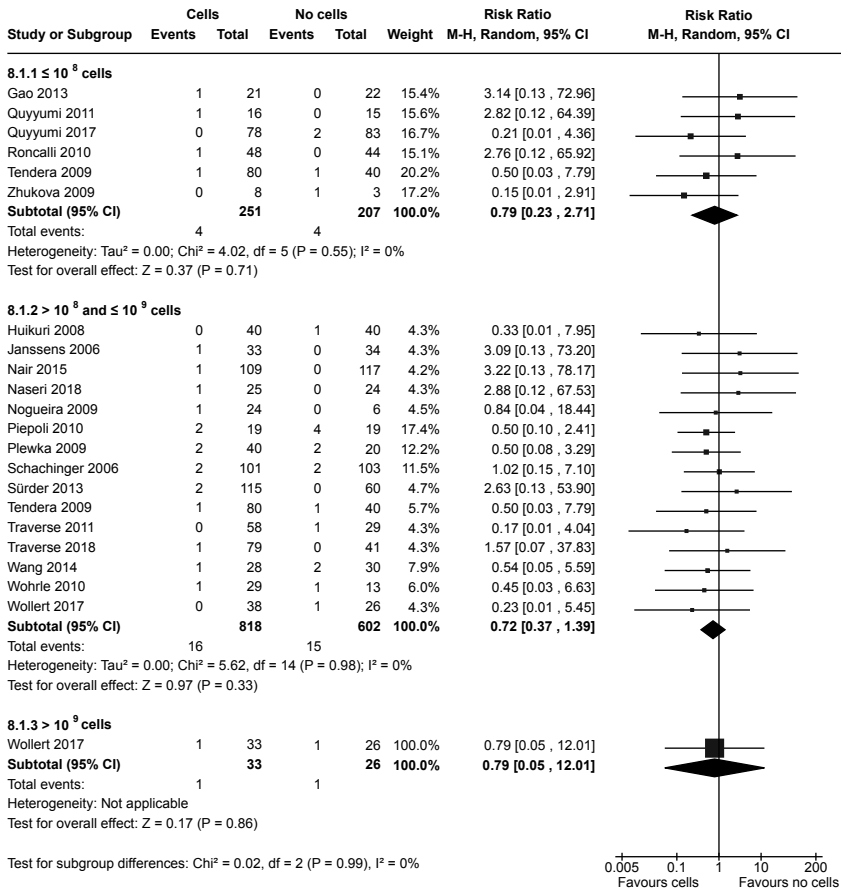 Cells No cells Risk Ratio Risk Ratio
Study or Subgroup Events Total Events Total Weight M-H, Random, 95% CI M-H, Random, 95% CI
8.1.1 ≤ 10 8 cells
Gao 2013 1 21 0 22 15.4% 3.14 [0.13 , 72.96]
Quyyumi 2011 1 16 0 15 15.6% 2.82 [0.12 , 64.39]
Quyyumi 2017 0 78 2 83 16.7% 0.21 [0.01 , 4.36]
Roncalli 2010 1 48 0 44 15.1% 2.76 [0.12 , 65.92]
Tendera 2009 1 80 1 40 20.2% 0.50 [0.03 , 7.79]
Zhukova 2009 0 8 1 3 17.2% 0.15 [0.01 , 2.91]
Subtotal (95% CI) 251 207 100.0% 0.79 [0.23 , 2.71]
Total events: 4 4
Heterogeneity: Tau² = 0.00; Chi² = 4.02, df = 5 (P = 0.55); I² = 0%
Test for overall effect: Z = 0.37 (P = 0.71)
8.1.2 > 10 8 and ≤ 10 9 cells
Huikuri 2008 0 40 1 40 4.3% 0.33 [0.01 , 7.95]
Janssens 2006 1 33 0 34 4.3% 3.09 [0.13 , 73.20]
Nair 2015 1 109 0 117 4.2% 3.22 [0.13 , 78.17]
Naseri 2018 1 25 0 24 4.3% 2.88 [0.12 , 67.53]
Nogueira 2009 1 24 0 6 4.5% 0.84 [0.04 , 18.44]
Piepoli 2010 2 19 4 19 17.4% 0.50 [0.10 , 2.41]
Plewka 2009 2 40 2 20 12.2% 0.50 [0.08 , 3.29]
Schachinger 2006 2 101 2 103 11.5% 1.02 [0.15 , 7.10]
Sürder 2013 2 115 0 60 4.7% 2.63 [0.13 , 53.90]
Tendera 2009 1 80 1 40 5.7% 0.50 [0.03 , 7.79]
Traverse 2011 0 58 1 29 4.3% 0.17 [0.01 , 4.04]
Traverse 2018 1 79 0 41 4.3% 1.57 [0.07 , 37.83]
Wang 2014 1 28 2 30 7.9% 0.54 [0.05 , 5.59]
Wohrle 2010 1 29 1 13 6.0% 0.45 [0.03 , 6.63]
Wollert 2017 0 38 1 26 4.3% 0.23 [0.01 , 5.45]
Subtotal (95% CI) 818 602 100.0% 0.72 [0.37 , 1.39]
Total events: 16 15
Heterogeneity: Tau² = 0.00; Chi² = 5.62, df = 14 (P = 0.98); I² = 0%
Test for overall effect: Z = 0.97 (P = 0.33)
8.1.3 > 10 9 cells
Wollert 2017 1 33 1 26 100.0% 0.79 [0.05 , 12.01]
Subtotal (95% CI) 33 26 100.0% 0.79 [0.05 , 12.01]
Total events: 1 1
Heterogeneity: Not applicable
Test for overall effect: Z = 0.17 (P = 0.86)
Test for subgroup differences: Chi² = 0.02, df = 2 (P = 0.99), I² = 0%
0.005 0.1 1 10 200
Favours cells Favours no cells